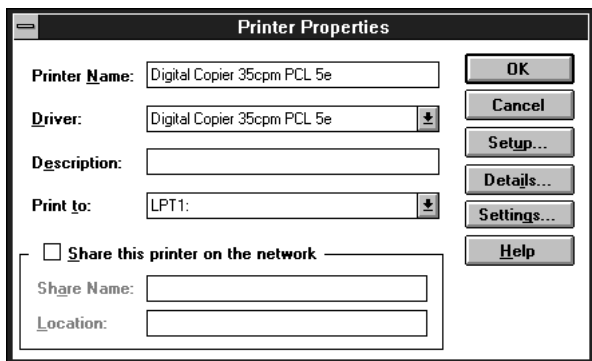 Printer Properties
Printer Name: Digital Copier 35cpm PCL 5e
Driver: Digital Copier 35cpm PCL 5e
Description:
Print to: LPT1:
Share this printer on the network
Share Name:
Location:
OK
Cancel
Setup...
Details...
Settings...
Help